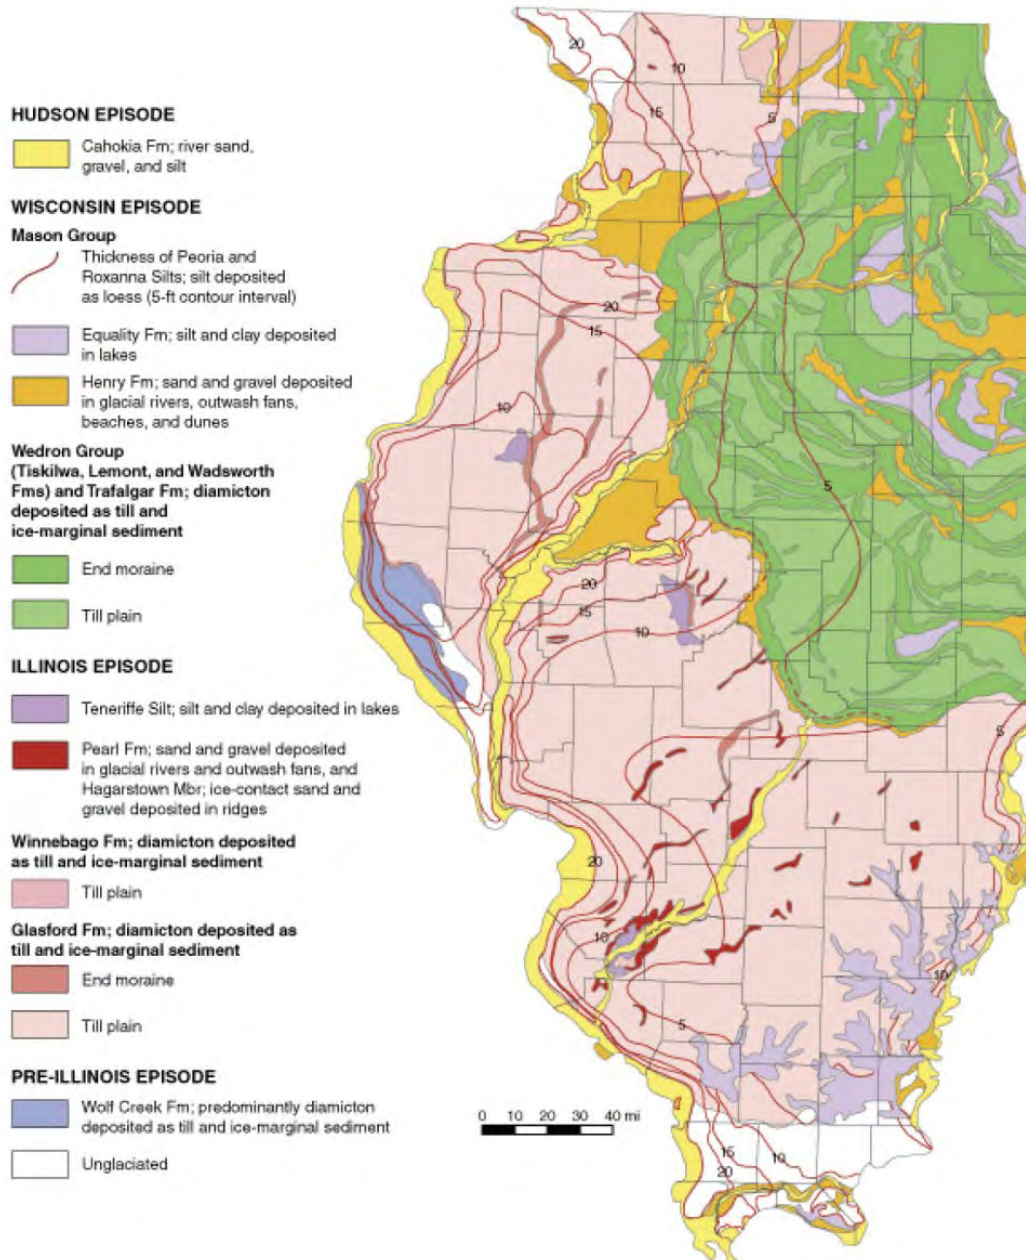 HUDSON EPISODE
Cahokia Fm; river sand,
gravel, and silt
WISCONSIN EPISODE
Mason Group
Thickness of Peoria and
Roxanna Silts; silt deposited
as loess (5-ft contour interval)
Equality Fm; silt and clay deposited
in lakes
Henry Fm; sand and gravel deposited
in glacial rivers, outwash fans,
beaches, and dunes
Wedron Group
(Tiskilwa, Lemont, and Wadsworth
Fms) and Trafalgar Fm; diamicton
deposited as till and
ice-marginal sediment
End moraine
Till plain
ILLINOIS EPISODE
Teneriffe Silt; silt and clay deposited in lakes
Pearl Fm; sand and gravel deposited
in glacial rivers and outwash fans, and
Hagarstown Mbr; ice-contact sand and
gravel deposited in ridges
Winnebago Fm; diamicton deposited
as till and ice-marginal sediment
Till plain
Glasford Fm; diamicton deposited as
till and ice-marginal sediment
End moraine
Till plain
PRE-ILLINOIS EPISODE
Wolf Creek Fm; predominantly diamicton
deposited as till and ice-marginal sediment
Unglaciated
20
10
15
5
20
15
10
5
20
15
10
5
20
10
10
5
0 10 20 30 40 mi
15
10
20